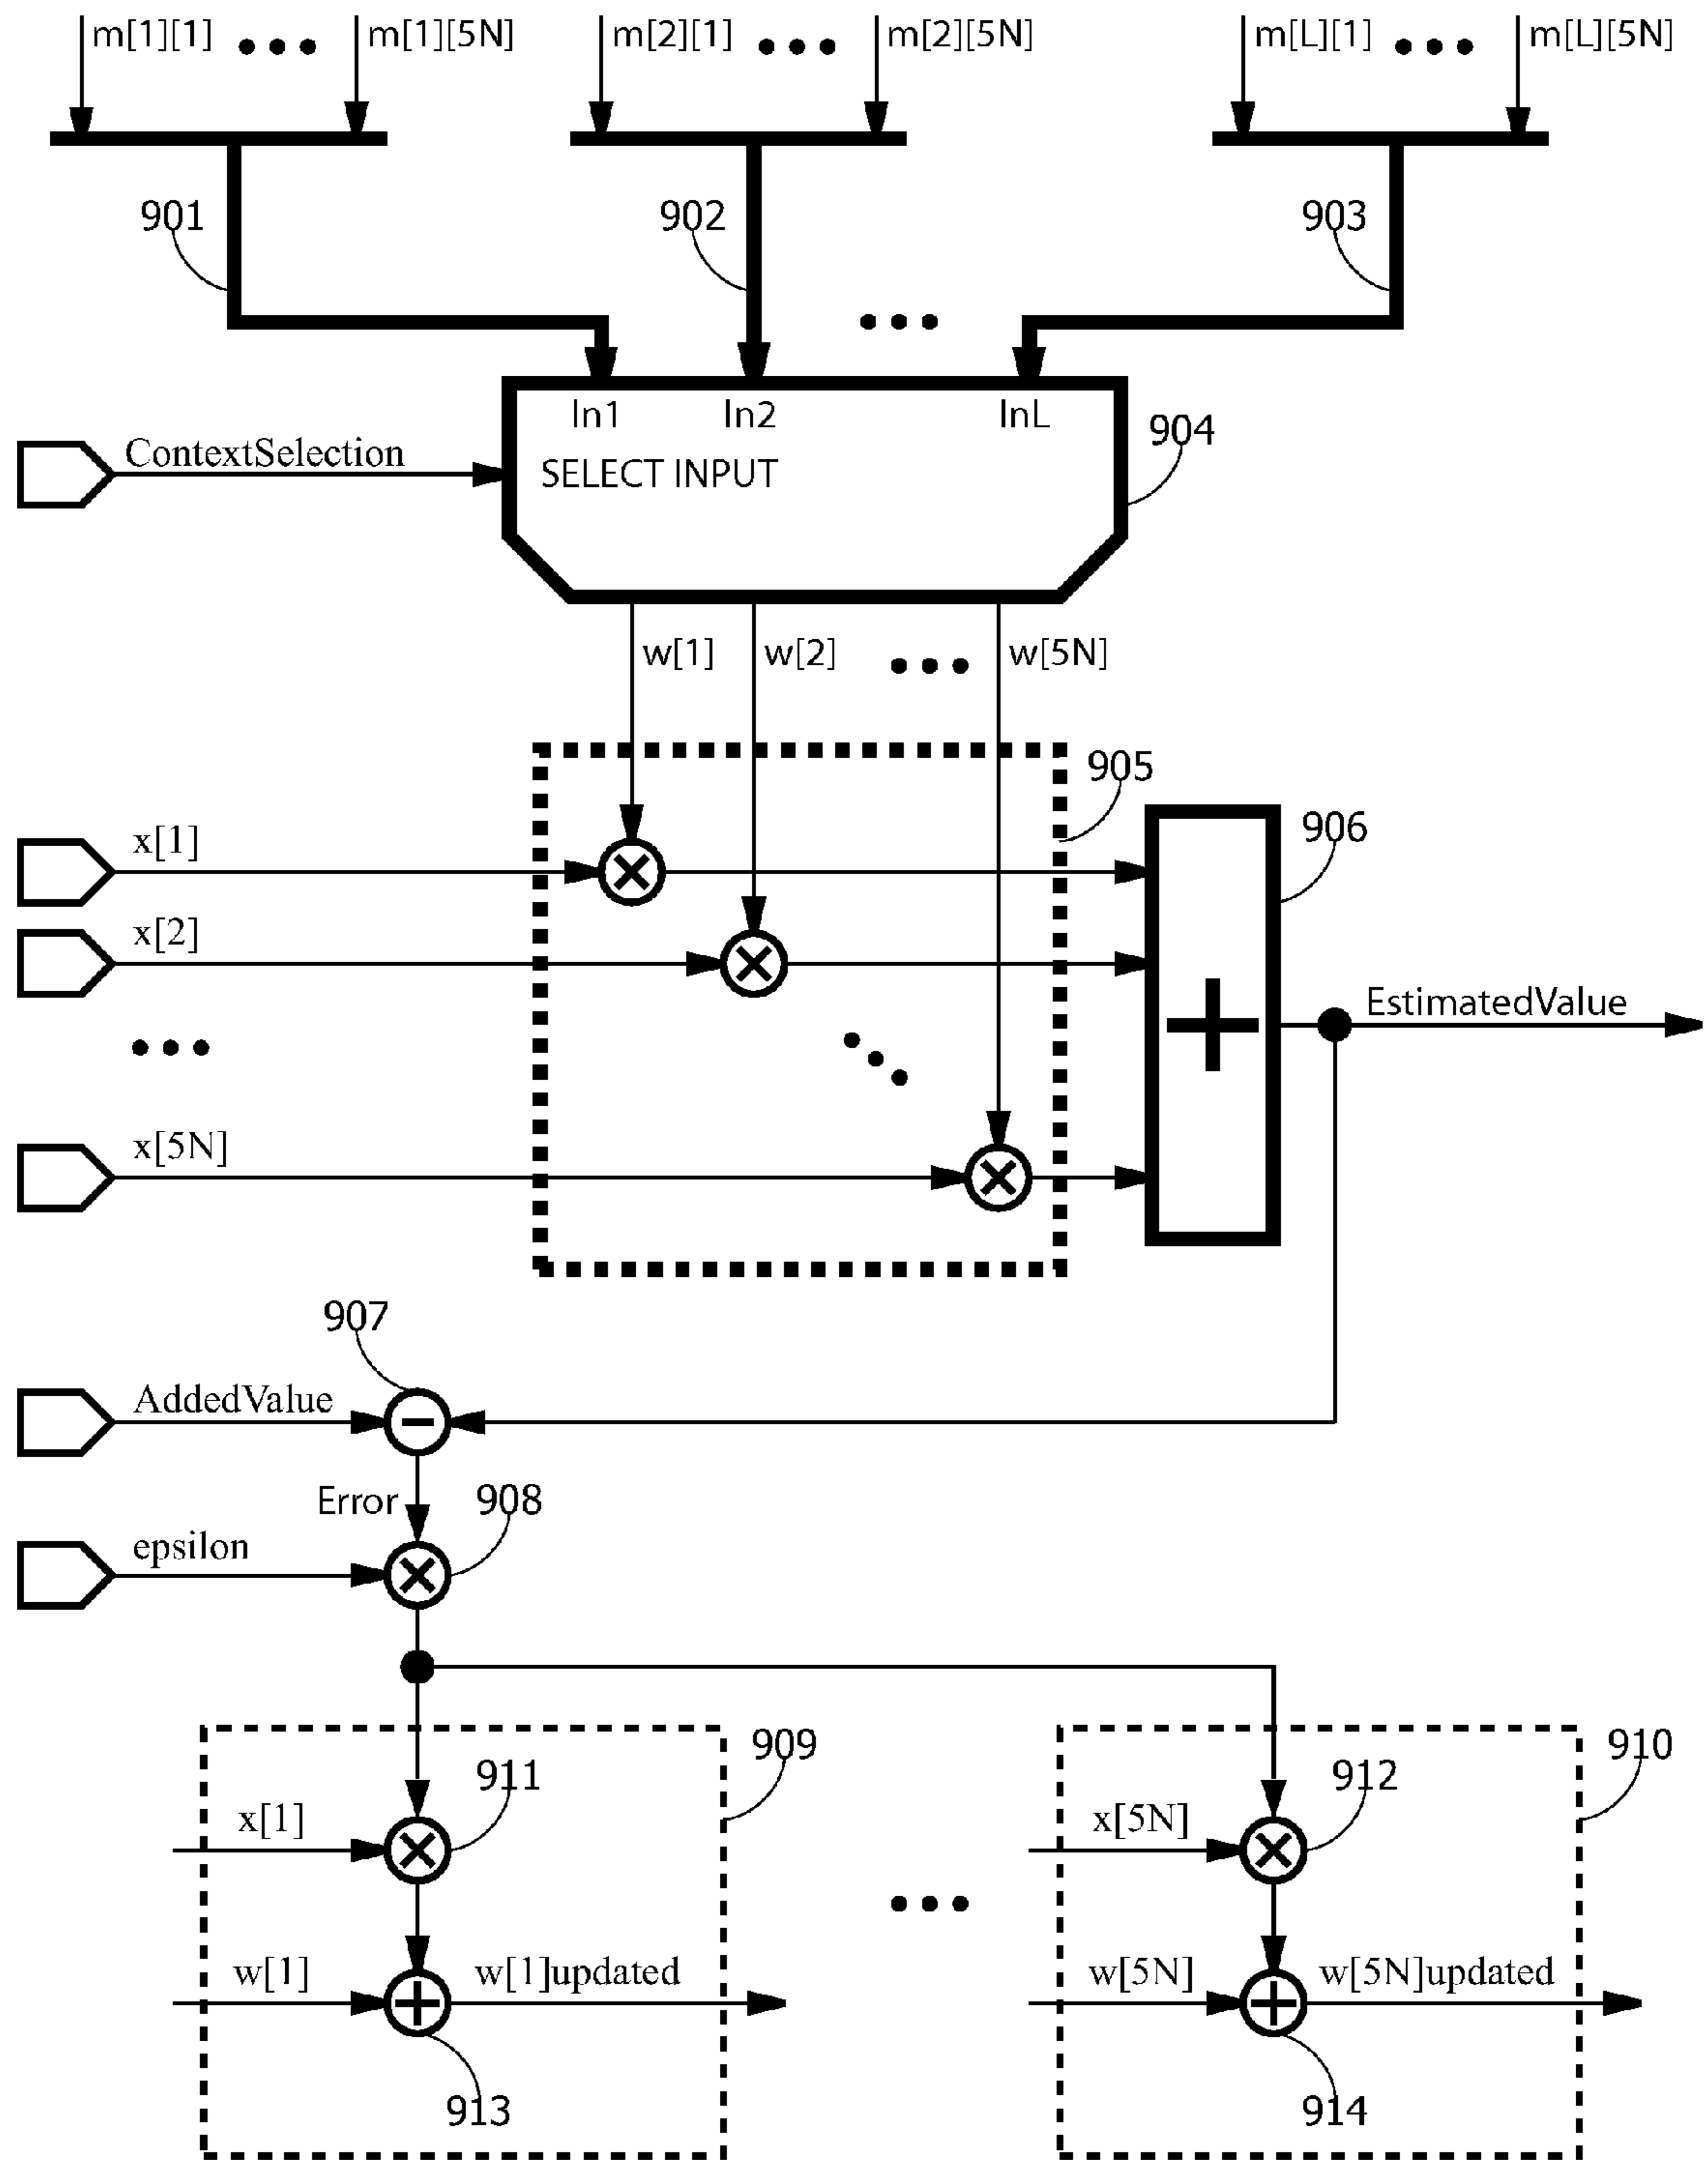 m[1][1] ••• m[1][5N] m[2][1] ••• m[2][5N] m[L][1] ••• m[L][5N]
901 902 903
•••
In1 In2 InL
904
ContextSelection
SELECT INPUT
w[1] w[2] ••• w[5N]
905
906
x[1]
x[2]
EstimatedValue
•••
x[5N]
907
AddedValue
Error
908
epsilon
909
910
911
912
x[1]
x[5N]
•••
w[1]
w[1]updated
w[5N]
w[5N]updated
913
914